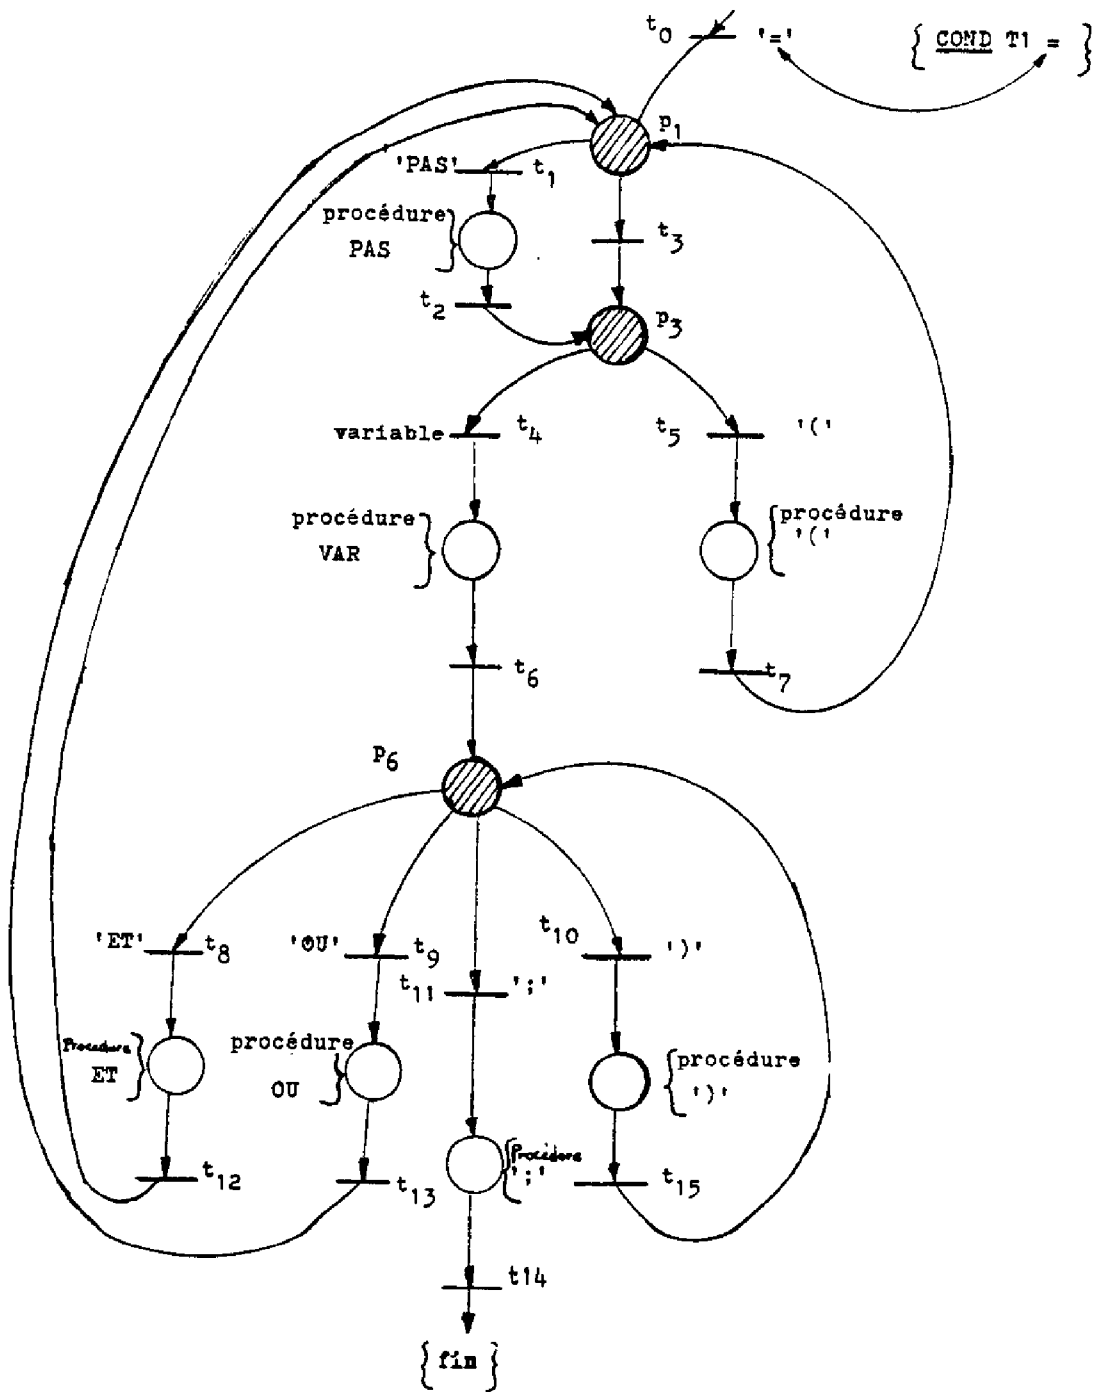 t0 '=' { COND T1 = }
p1
'PAS' t1
procédure
PAS
t3
t2
p3
variable t4
t5 '('
procédure
VAR
procédure
'('
t6
t7
p6
'ET' t8
'OU' t9
t10 ')'
t11 ';'
Procédure
ET
procédure
OU
procédure
')'
Procédure
';'
t12
t13
t15
t14
{ fin }